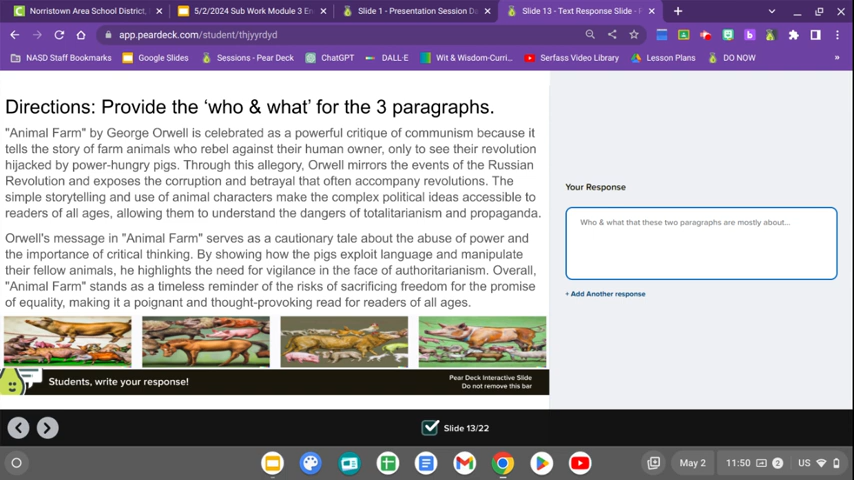 Norristown Area School District,
5/2/2024 Sub Work Module 3 En
Slide 1 - Presentation Session Da
Slide 13 - Text Response Slide - P
app.peardeck.com/student/thjyyrdyd
NASD Staff Bookmarks
Google Slides
Sessions - Pear Deck
ChatGPT
DALL·E
Wit & Wisdom-Curri...
Serfass Video Library
Lesson Plans
DO NOW
»
Directions: Provide the ‘who & what’ for the 3 paragraphs.
"Animal Farm" by George Orwell is celebrated as a powerful critique of communism because it
tells the story of farm animals who rebel against their human owner, only to see their revolution
hijacked by power-hungry pigs. Through this allegory, Orwell mirrors the events of the Russian
Revolution and exposes the corruption and betrayal that often accompany revolutions. The
simple storytelling and use of animal characters make the complex political ideas accessible to
readers of all ages, allowing them to understand the dangers of totalitarianism and propaganda.
Orwell's message in "Animal Farm" serves as a cautionary tale about the abuse of power and
the importance of critical thinking. By showing how the pigs exploit language and manipulate
their fellow animals, he highlights the need for vigilance in the face of authoritarianism. Overall,
"Animal Farm" stands as a timeless reminder of the risks of sacrificing freedom for the promise
of equality, making it a poignant and thought-provoking read for readers of all ages.
Your Response
Who & what that these two paragraphs are mostly about...
+ Add Another response
Students, write your response!
Pear Deck Interactive Slide
Do not remove this bar
Slide 13/22
May 2
11:50
2
US